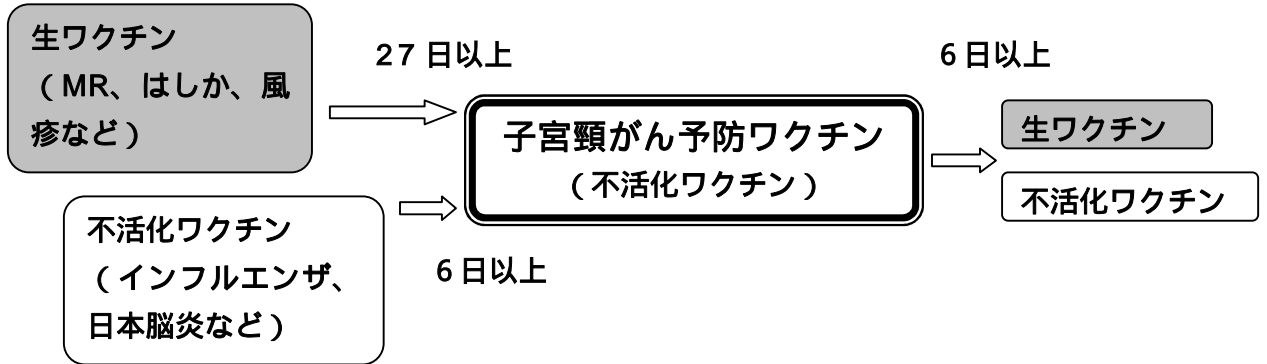 生ワクチン
（MR、はしか、風
疹など）
27日以上
不活化ワクチン
（インフルエンザ、
日本脳炎など）
6日以上
子宮頸がん予防ワクチン
（不活化ワクチン）
6日以上
生ワクチン
不活化ワクチン